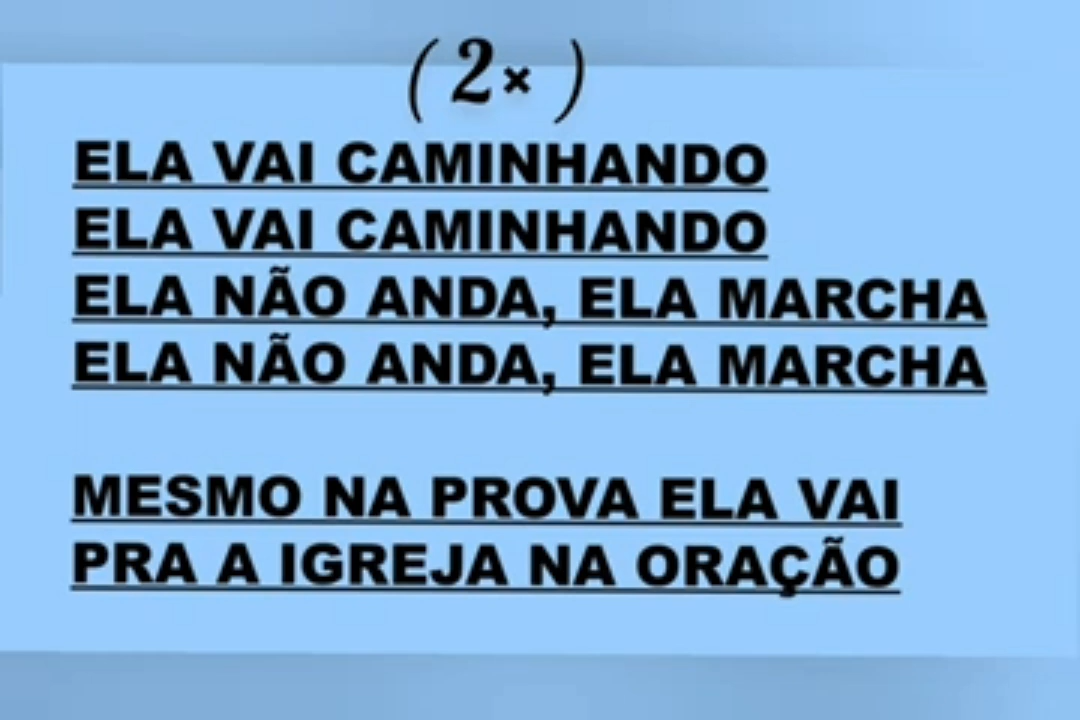 ( 2× )
ELA VAI CAMINHANDO
ELA VAI CAMINHANDO
ELA NÃO ANDA, ELA MARCHA
ELA NÃO ANDA, ELA MARCHA
MESMO NA PROVA ELA VAI
PRA A IGREJA NA ORAÇÃO